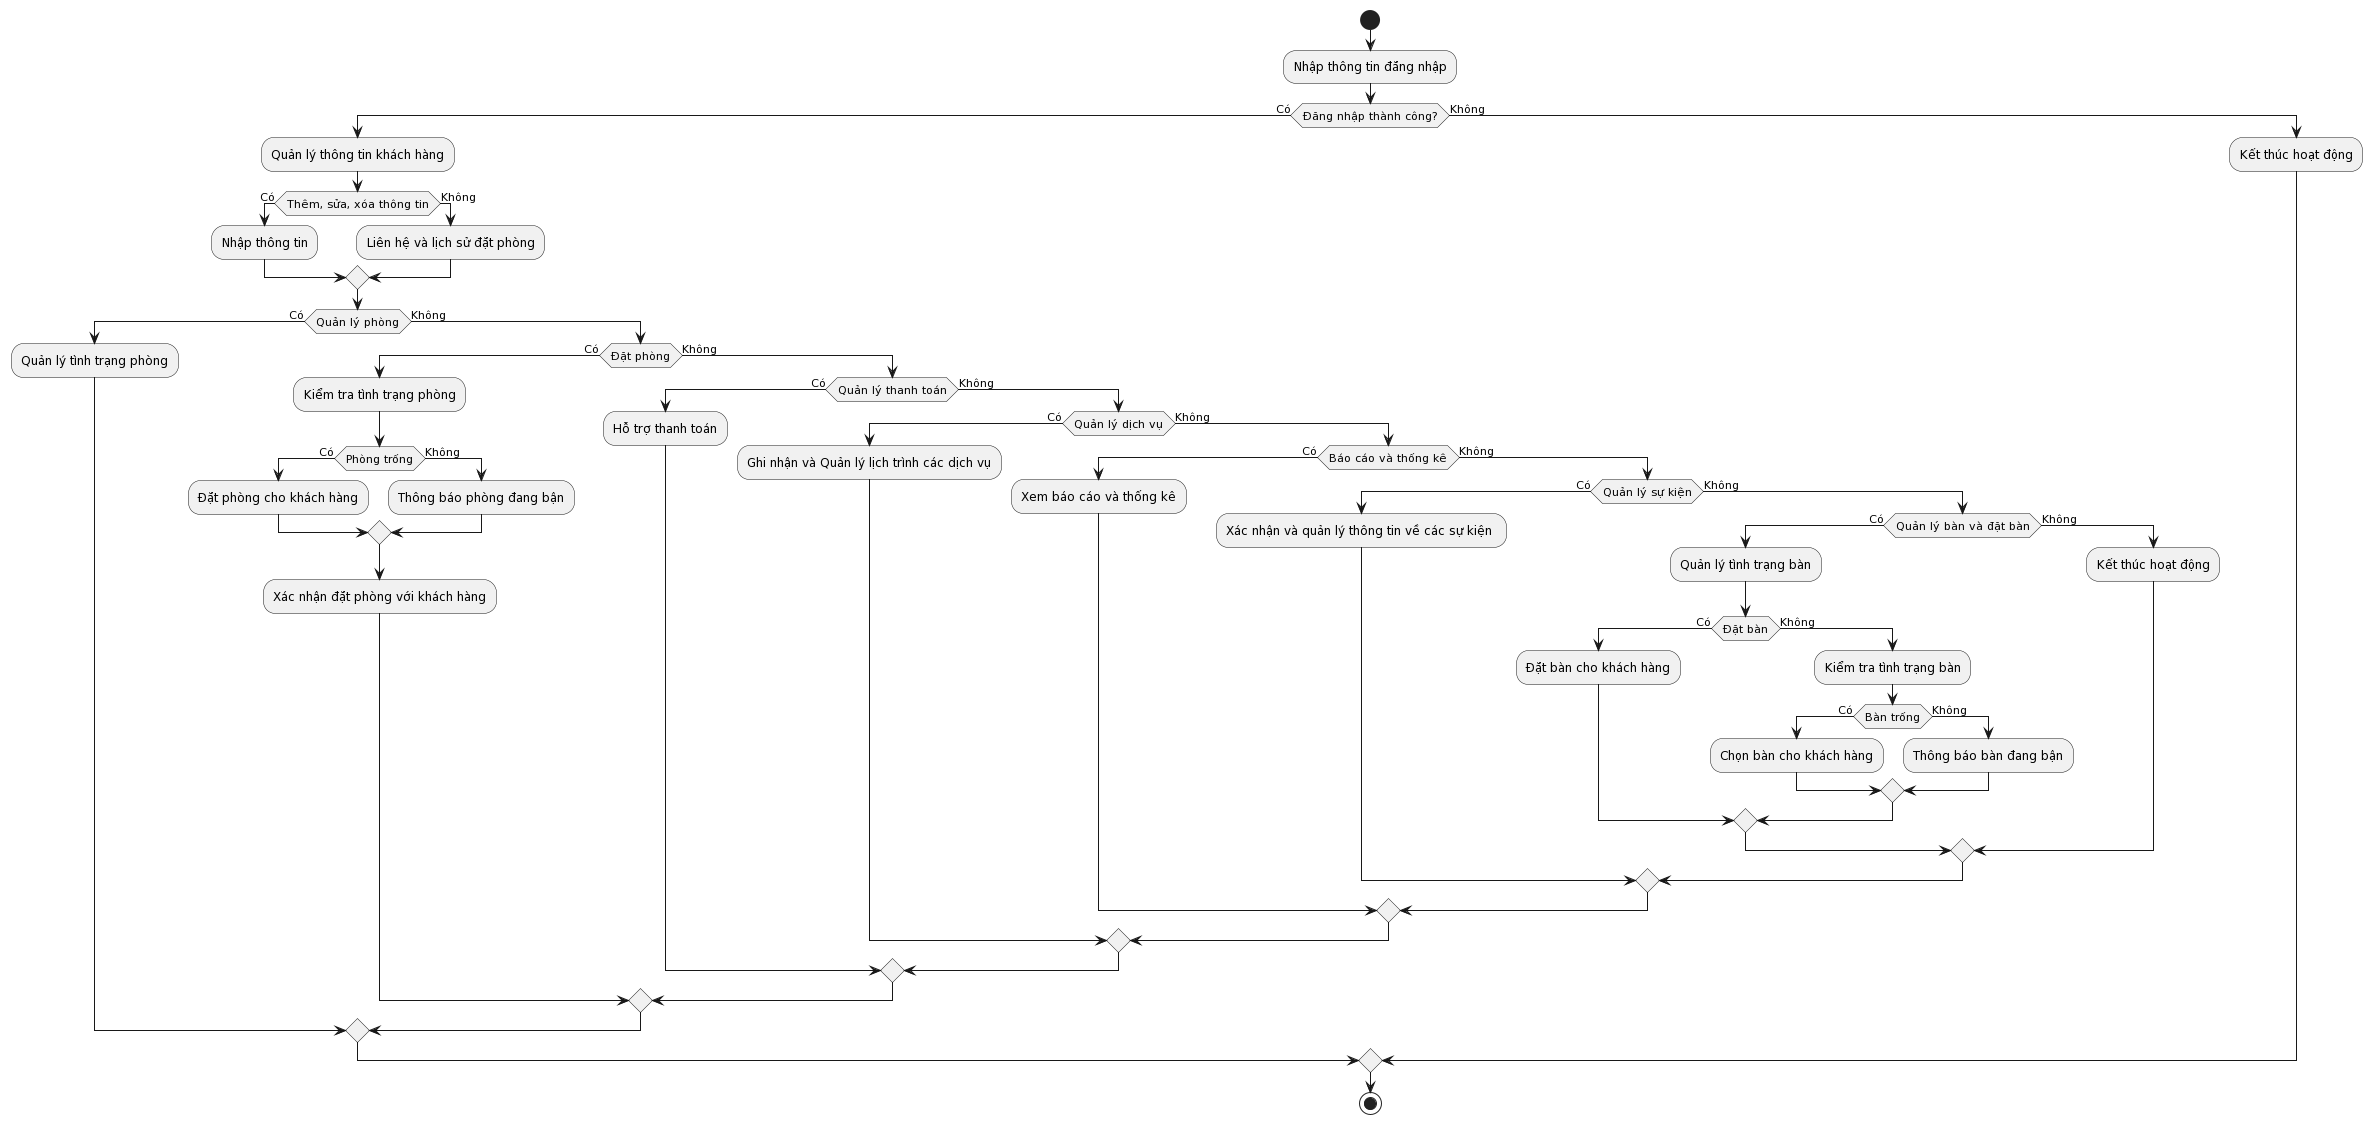 Nhập thông tin đăng nhập
Có
Đăng nhập thành công?
Không
Quản lý thông tin khách hàng
Kết thúc hoạt động
Có
Thêm, sửa, xóa thông tin
Không
Nhập thông tin
Liên hệ và lịch sử đặt phòng
Có
Quản lý phòng
Không
Quản lý tình trạng phòng
Có
Đặt phòng
Không
Kiểm tra tình trạng phòng
Có
Phòng trống
Không
Đặt phòng cho khách hàng
Thông báo phòng đang bận
Xác nhận đặt phòng với khách hàng
Có
Quản lý thanh toán
Không
Hỗ trợ thanh toán
Có
Quản lý dịch vụ
Không
Ghi nhận và Quản lý lịch trình các dịch vụ
Có
Báo cáo và thống kê
Không
Xem báo cáo và thống kê
Có
Quản lý sự kiện
Không
Xác nhận và quản lý thông tin về các sự kiện
Có
Quản lý bàn và đặt bàn
Không
Quản lý tình trạng bàn
Kết thúc hoạt động
Có
Đặt bàn
Không
Đặt bàn cho khách hàng
Kiểm tra tình trạng bàn
Có
Bàn trống
Không
Chọn bàn cho khách hàng
Thông báo bàn đang bận